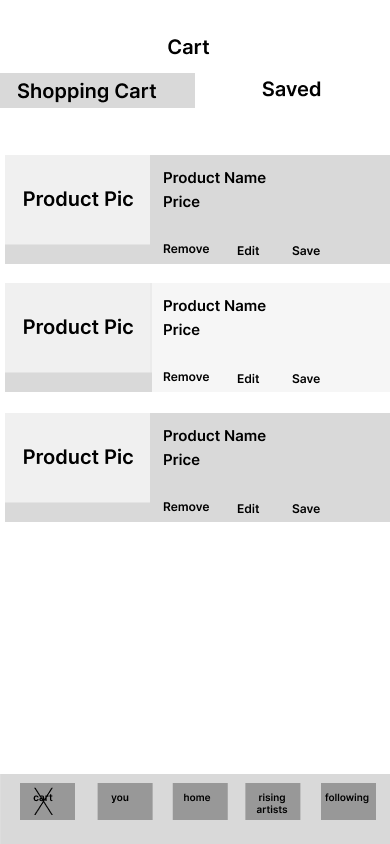 Cart
Shopping Cart
Saved
Product Pic
Product Name
Price
Remove
Edit
Save
Product Pic
Product Name
Price
Remove
Edit
Save
Product Pic
Product Name
Price
Remove
Edit
Save
cart
you
home
rising
artists
following